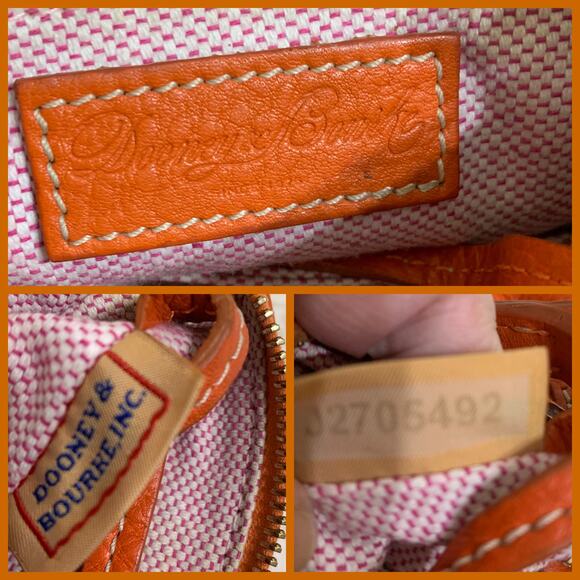 Dooney & Bourke
DOONEY &
BOURKE, INC.
J2705492